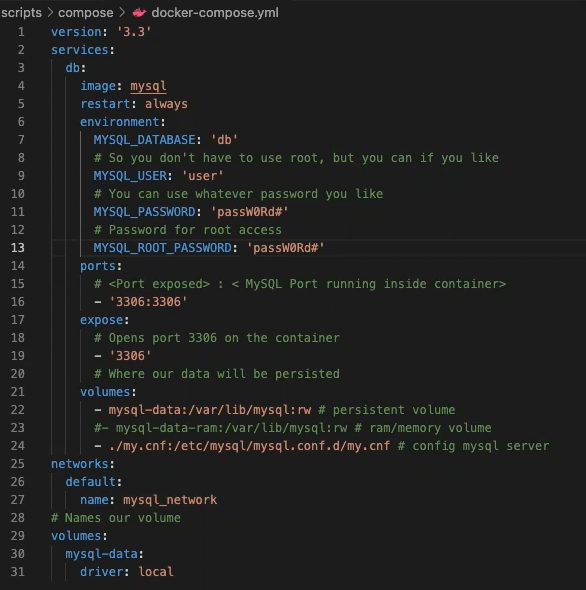 scripts > compose > docker-compose.yml
1 version: '3.3'
2 services:
3   db:
4     image: mysql
5     restart: always
6     environment:
7       MYSQL_DATABASE: 'db'
8       # So you don't have to use root, but you can if you like
9       MYSQL_USER: 'user'
10       # You can use whatever password you like
11       MYSQL_PASSWORD: 'passW0Rd#'
12       # Password for root access
13       MYSQL_ROOT_PASSWORD: 'passW0Rd#'
14     ports:
15       # <Port exposed> : < MySQL Port running inside container>
16       - '3306:3306'
17     expose:
18       # Opens port 3306 on the container
19       - '3306'
20       # Where our data will be persisted
21     volumes:
22       - mysql-data:/var/lib/mysql:rw # persistent volume
23       #- mysql-data-ram:/var/lib/mysql:rw # ram/memory volume
24       - ./my.cnf:/etc/mysql/mysql.conf.d/my.cnf # config mysql server
25 networks:
26   default:
27     name: mysql_network
28 # Names our volume
29 volumes:
30   mysql-data:
31     driver: local